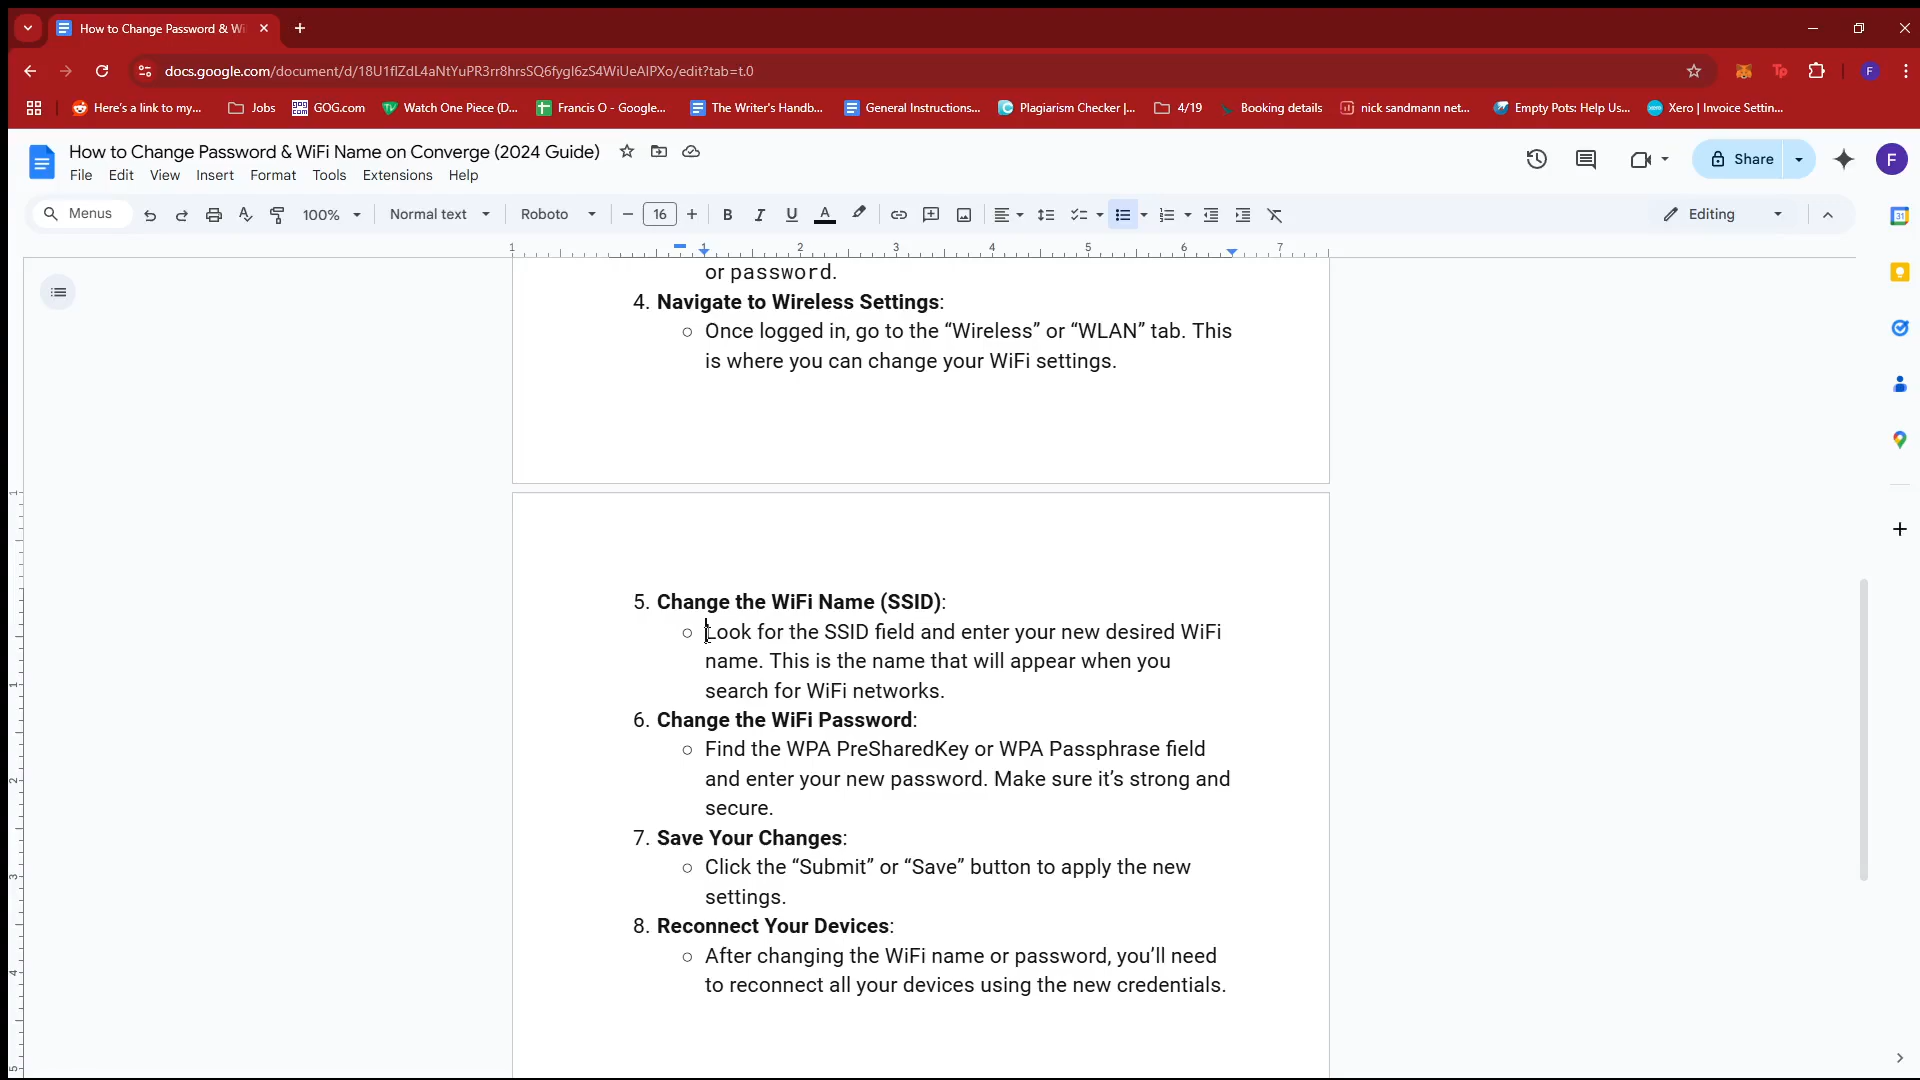 How to Change Password & Wi
docs.google.com/document/d/18U1flZdL4aNtYuPR3rr8hrsSQ6fygl6zS4WiUeAlPXo/edit?tab=t.0
Here's a link to my...
Jobs
GOG.com
Watch One Piece (D...
Francis O - Google...
The Writer's Handb...
General Instructions...
Plagiarism Checker |...
4/19
Booking details
nick sandmann net...
Empty Pots: Help Us...
Xero | Invoice Settin...
How to Change Password & WiFi Name on Converge (2024 Guide)
Share
F
File Edit View Insert Format Tools Extensions Help
Menus
100%
Normal text
Roboto
16
Editing
1 1 2 3 4 5 6 7
or password.
4. Navigate to Wireless Settings:
○ Once logged in, go to the “Wireless” or “WLAN” tab. This
is where you can change your WiFi settings.
5. Change the WiFi Name (SSID):
○ Look for the SSID field and enter your new desired WiFi
name. This is the name that will appear when you
search for WiFi networks.
6. Change the WiFi Password:
○ Find the WPA PreSharedKey or WPA Passphrase field
and enter your new password. Make sure it’s strong and
secure.
7. Save Your Changes:
○ Click the “Submit” or “Save” button to apply the new
settings.
8. Reconnect Your Devices:
○ After changing the WiFi name or password, you’ll need
to reconnect all your devices using the new credentials.